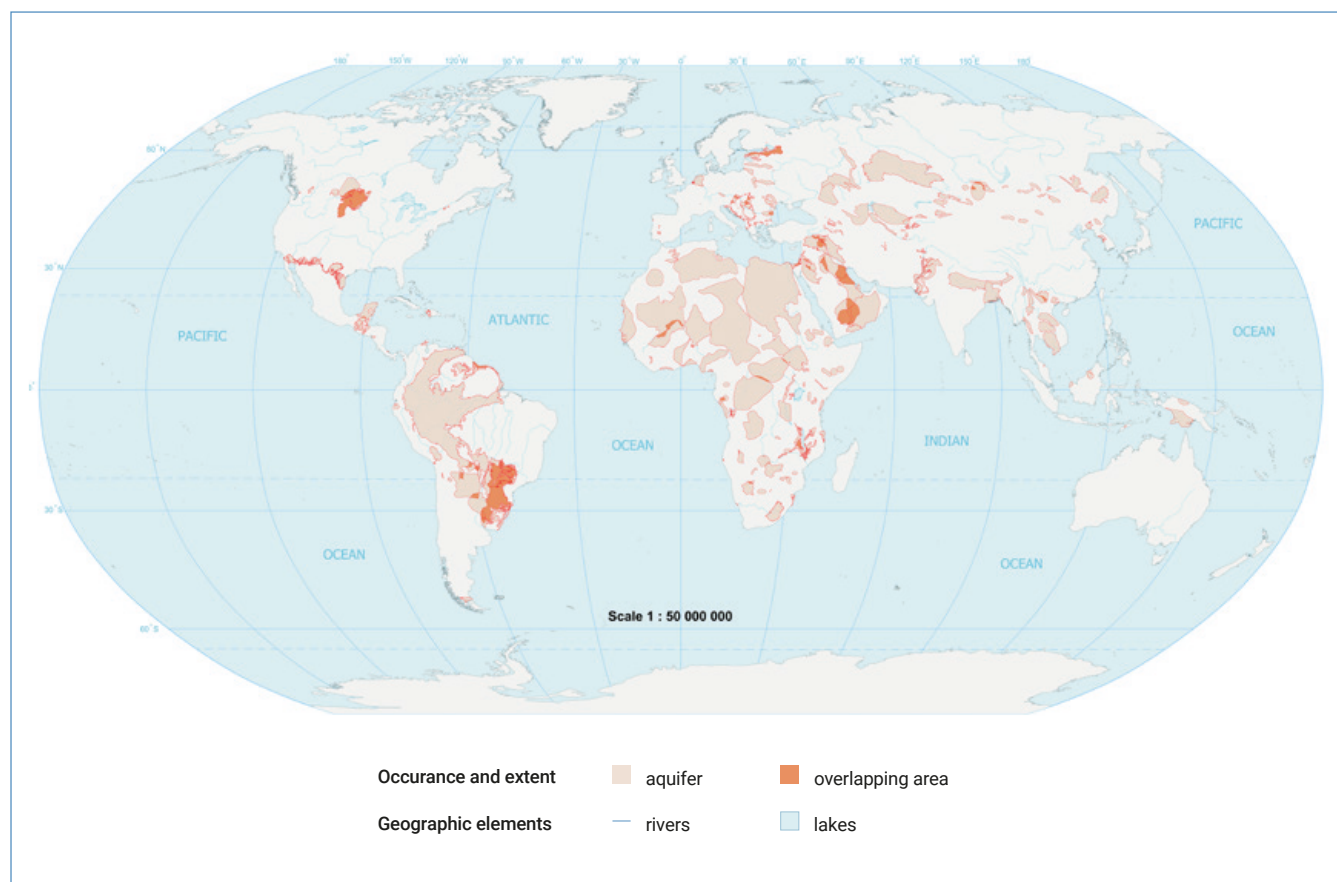 180° 150°W 120°W 90°W 60°W 30°W 0 30°E 60°E 90°E 120°E 150°E 180
60°N
PACIFIC
30°N
ATLANTIC
PACIFIC
OCEAN
OCEAN
INDIAN
30°S
OCEAN
OCEAN
Scale 1 : 50 000 000
60°S
Occurance and extent aquifer overlapping area
Geographic elements rivers lakes